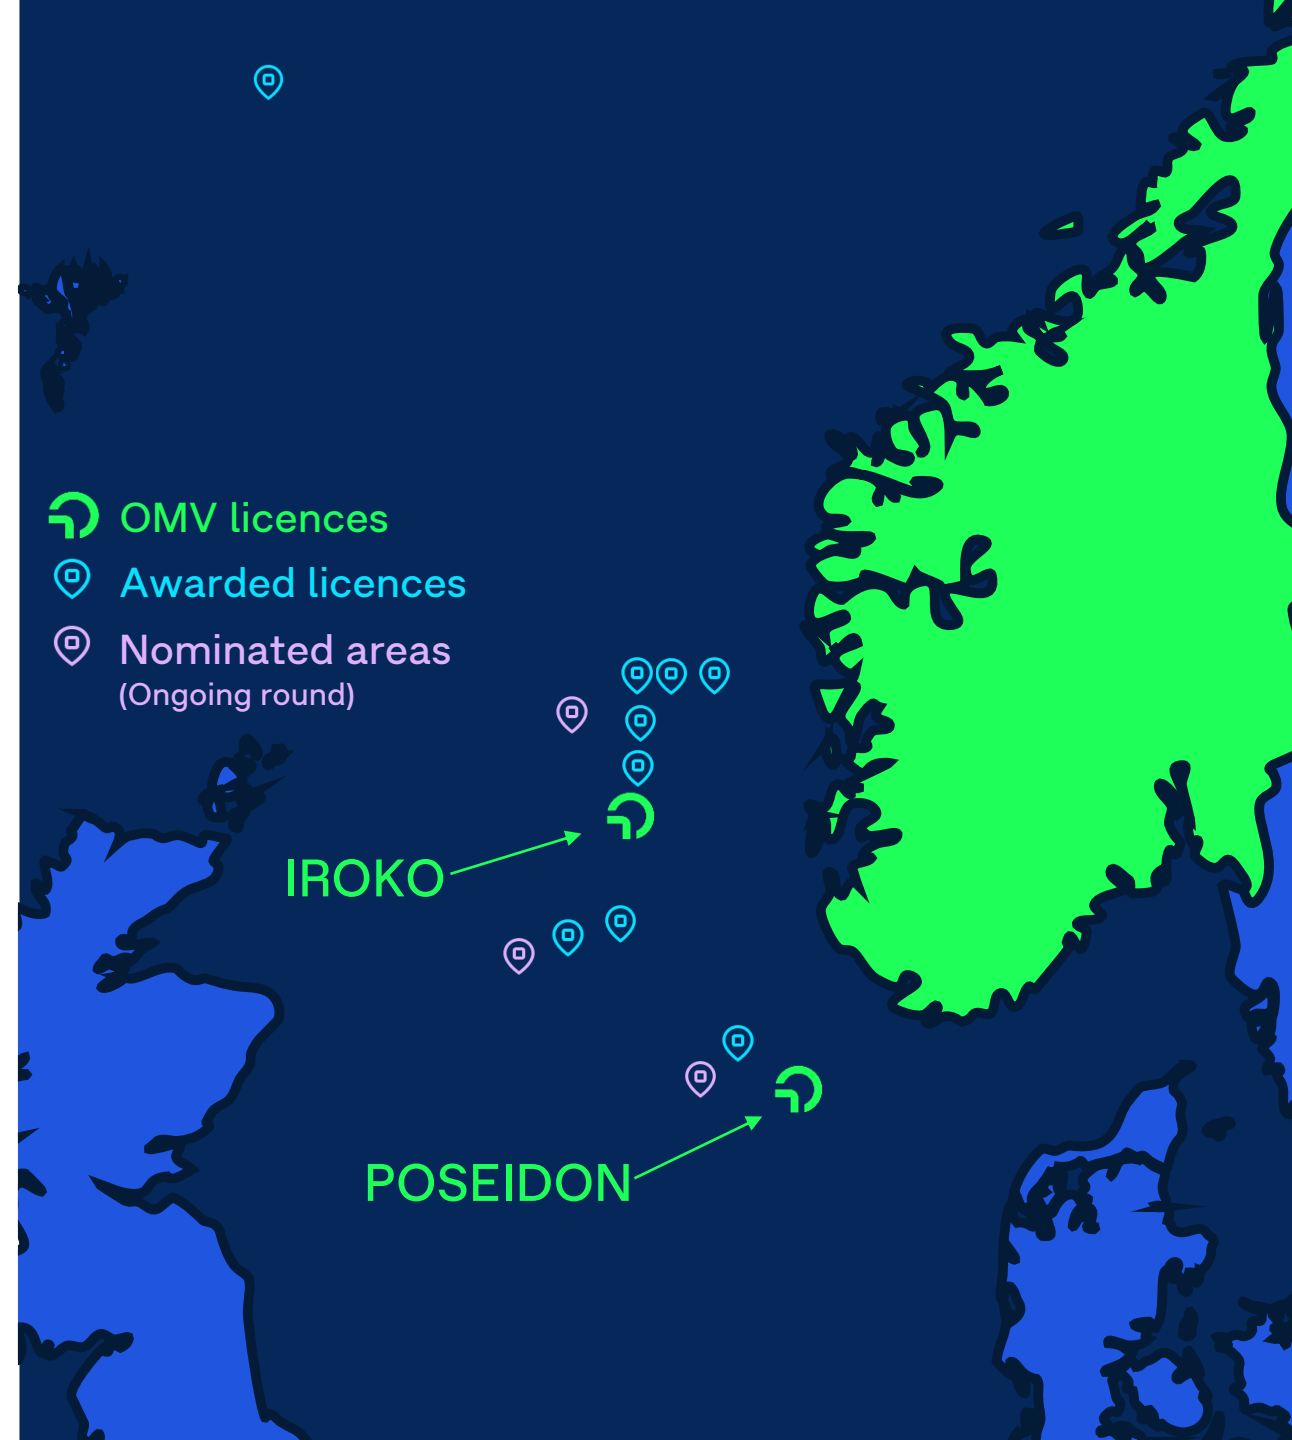 OMV licences
Awarded licences
Nominated areas
(Ongoing round)
IROKO
POSEIDON